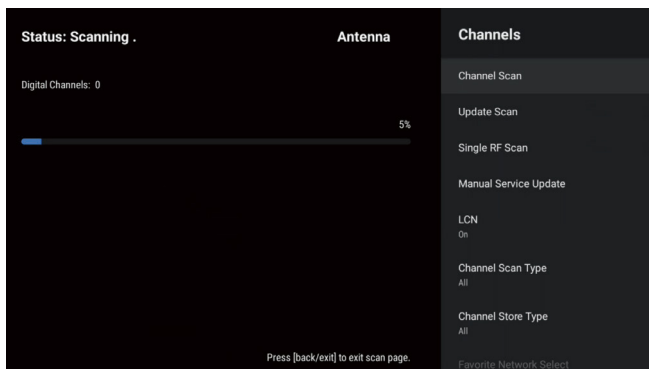 Status: Scanning .
Antenna
Digital Channels: 0
5%
Press [back/exit] to exit scan page.
Channels
Channel Scan
Update Scan
Single RF Scan
Manual Service Update
LCN
On
Channel Scan Type
All
Channel Store Type
All
Favorite Network Select